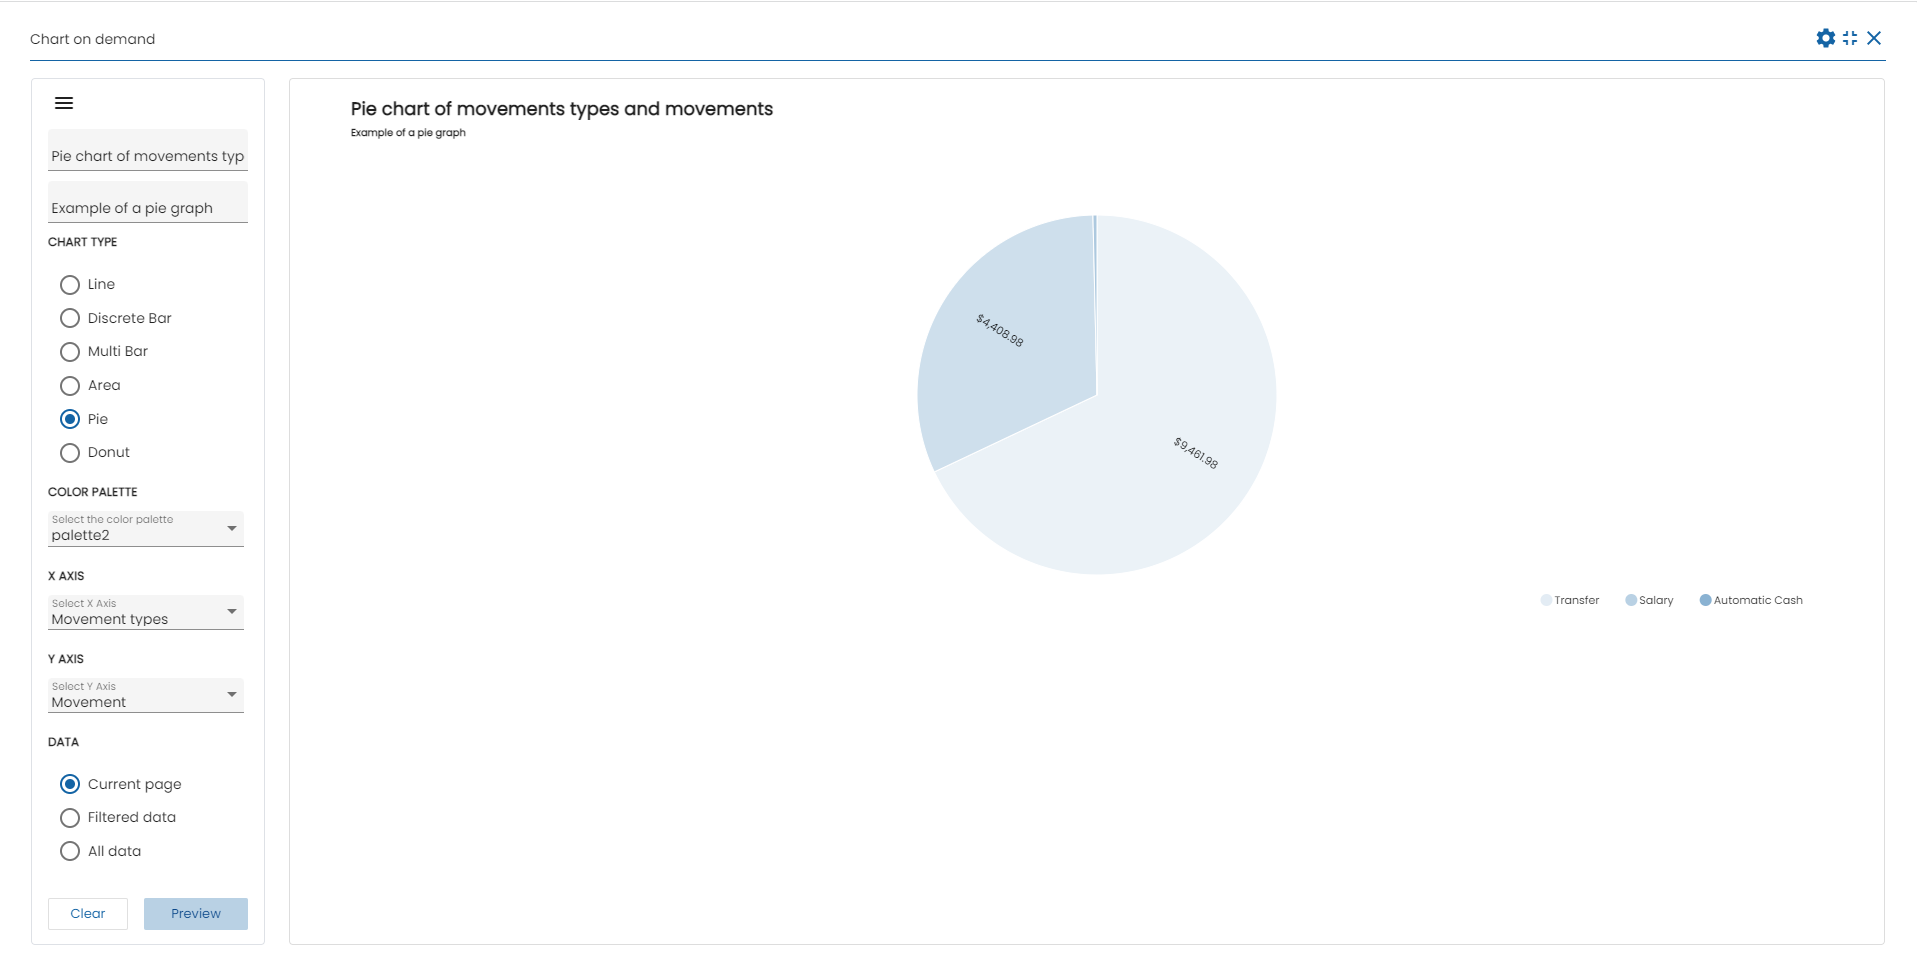 Chart on demand
Pie chart of movements typ
Example of a pie graph
CHART TYPE
Line
Discrete Bar
Multi Bar
Area
Pie
Donut
COLOR PALETTE
Select the color palette
palette2
X AXIS
Select X Axis
Movement types
Y AXIS
Select Y Axis
Movement
DATA
Current page
Filtered data
All data
Clear Preview
Pie chart of movements types and movements
Example of a pie graph
$4,408.98
$9,461.98
Transfer Salary Automatic Cash